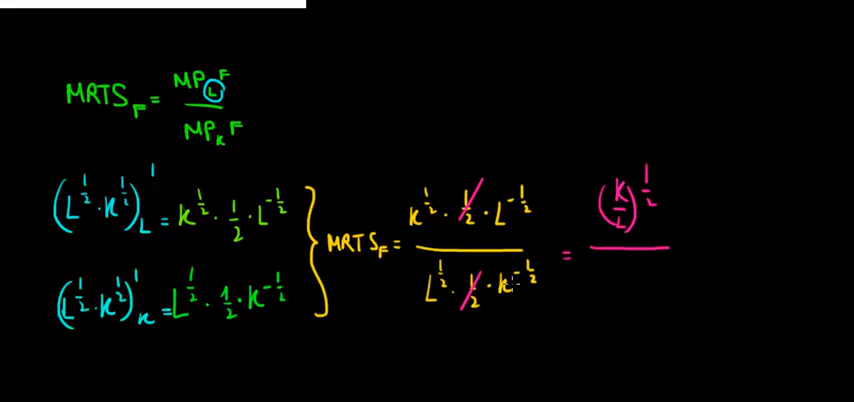 MRTS_F = MP_L F / MP_K F
(L^{1/2} · K^{1/2})'_L = K^{1/2} · 1/2 · L^{-1/2}
(L^{1/2} · K^{1/2})'_K = L^{1/2} · 1/2 · K^{-1/2}
} MRTS_F = K^{1/2} · 1/2 · L^{-1/2} / L^{1/2} · 1/2 · K^{-1/2} = (K/L)^{1/2}